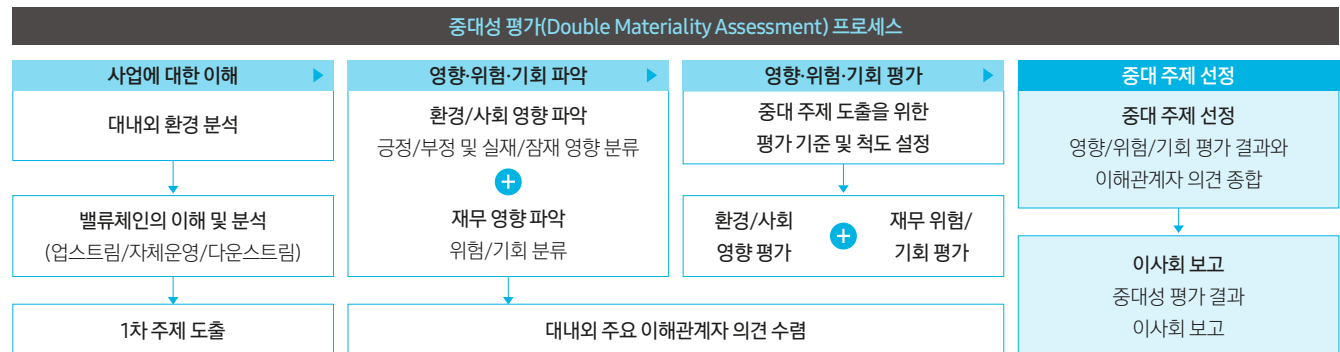 중대성 평가(Double Materiality Assessment) 프로세스
사업에 대한 이해
대내외 환경 분석
밸류체인의 이해 및 분석
(업스트림/자체운영/다운스트림)
1차 주제 도출
영향·위험·기회 파악
환경/사회 영향 파악
긍정/부정 및 실재/잠재 영향 분류
재무 영향 파악
위험/기회 분류
영향·위험·기회 평가
중대 주제 도출을 위한
평가 기준 및 척도 설정
환경/사회
영향 평가
재무 위험/
기회 평가
대내외 주요 이해관계자 의견 수렴
중대 주제 선정
중대 주제 선정
영향/위험/기회 평가 결과와
이해관계자 의견 종합
이사회 보고
중대성 평가 결과
이사회 보고